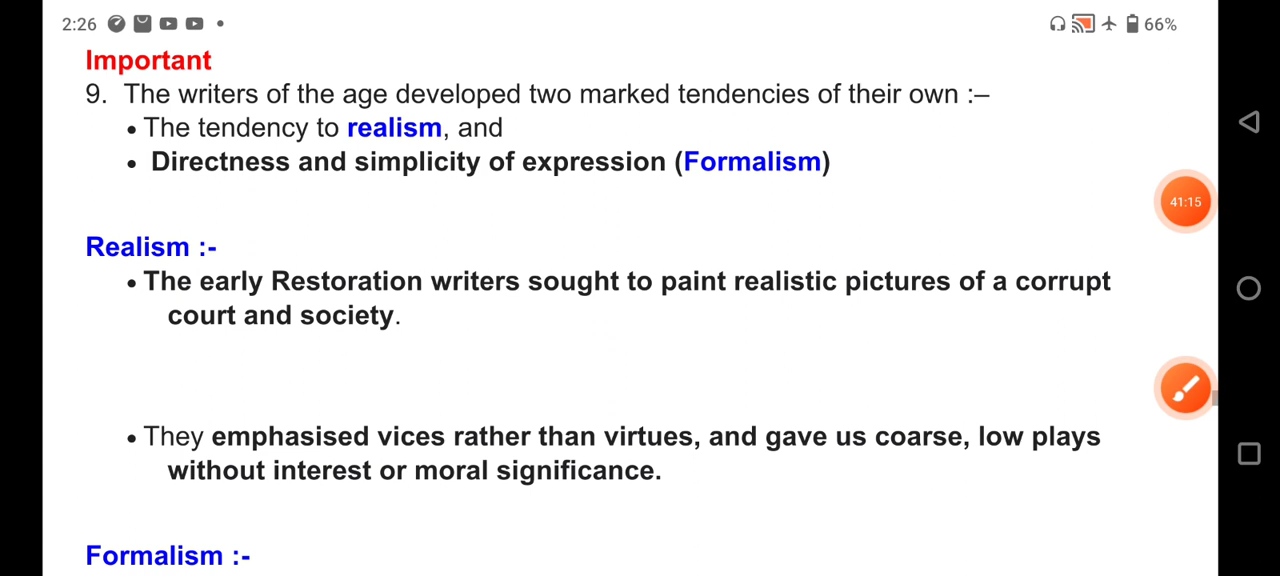 2:26
66%
Important
9. The writers of the age developed two marked tendencies of their own :–
• The tendency to realism, and
• Directness and simplicity of expression (Formalism)
41:15
Realism :-
• The early Restoration writers sought to paint realistic pictures of a corrupt
court and society.
• They emphasised vices rather than virtues, and gave us coarse, low plays
without interest or moral significance.
Formalism :-